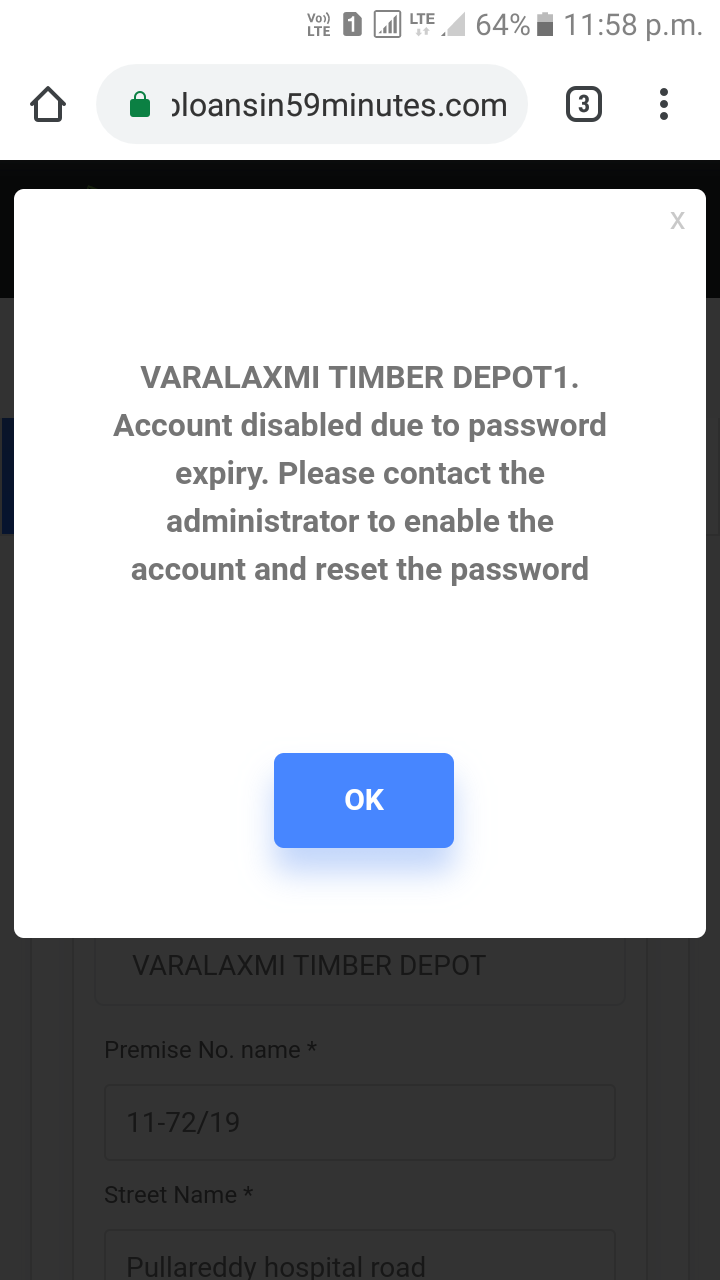 Vo)) LTE 1 LTE 64% 11:58 p.m.
oloansin59minutes.com 3
x
VARALAXMI TIMBER DEPOT1.
Account disabled due to password
expiry. Please contact the
administrator to enable the
account and reset the password
OK
VARALAXMI TIMBER DEPOT
Premise No. name *
11-72/19
Street Name *
Pullareddy hospital road